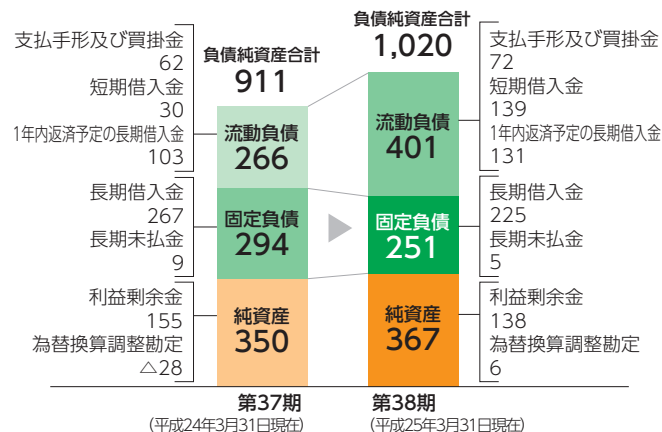 支払手形及び買掛金
62
短期借入金
30
1年内返済予定の長期借入金
103
長期借入金
267
長期未払金
9
利益剰余金
155
為替換算調整勘定
△28
負債純資産合計
911
流動負債
266
固定負債
294
純資産
350
第37期
(平成24年3月31日現在)
負債純資産合計
1,020
流動負債
401
固定負債
251
純資産
367
第38期
(平成25年3月31日現在)
支払手形及び買掛金
72
短期借入金
139
1年内返済予定の長期借入金
131
長期借入金
225
長期未払金
5
利益剰余金
138
為替換算調整勘定
6